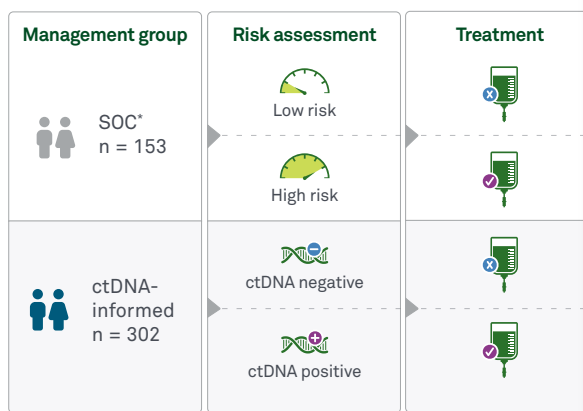 Management group
Risk assessment
Treatment
SOC*
n = 153
Low risk
High risk
ctDNA-
informed
n = 302
ctDNA negative
ctDNA positive